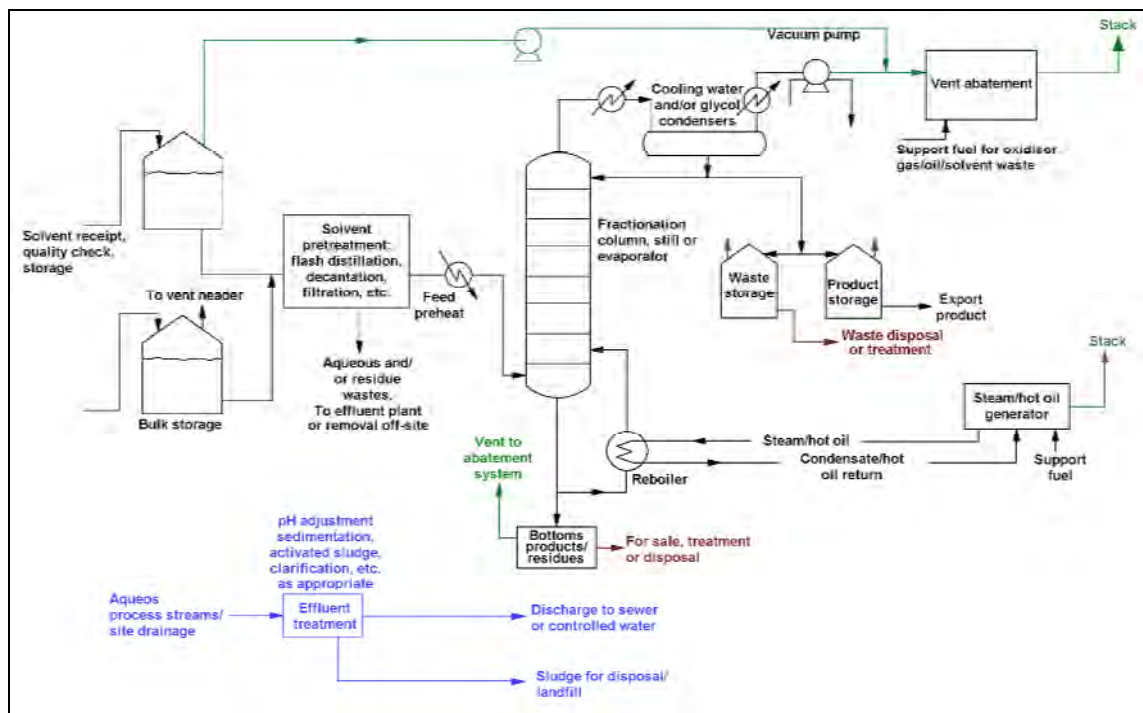 Stack
Vacuum pump
Cooling water
and/or glycol
condensers
Vent abatement
Support fuel for oxidisor
gas/oil/solvent waste
Solvent receipt,
quality check,
storage
Solvent
pretreatment:
flash distillation,
decantation,
filtration, etc.
Feed
preheat
Fractionation
column, still or
evaporator
Waste
storage
Product
storage
Export
product
Waste disposal
or treatment
To vent header
Bulk storage
Aqueous and/
or residue
wastes.
To effluent plant
or removal off-site
Stack
Steam/hot oil
generator
Steam/hot oil
Condensate/hot
oil return
Support
fuel
Reboiler
Vent to
abatement
system
Bottoms
products/
residues
For sale, treatment
or disposal
pH adjustment
sedimentation,
activated sludge,
clarification, etc.
as appropriate
Aqueos
process streams/
site drainage
Effluent
treatment
Discharge to sewer
or controlled water
Sludge for disposal/
landfill